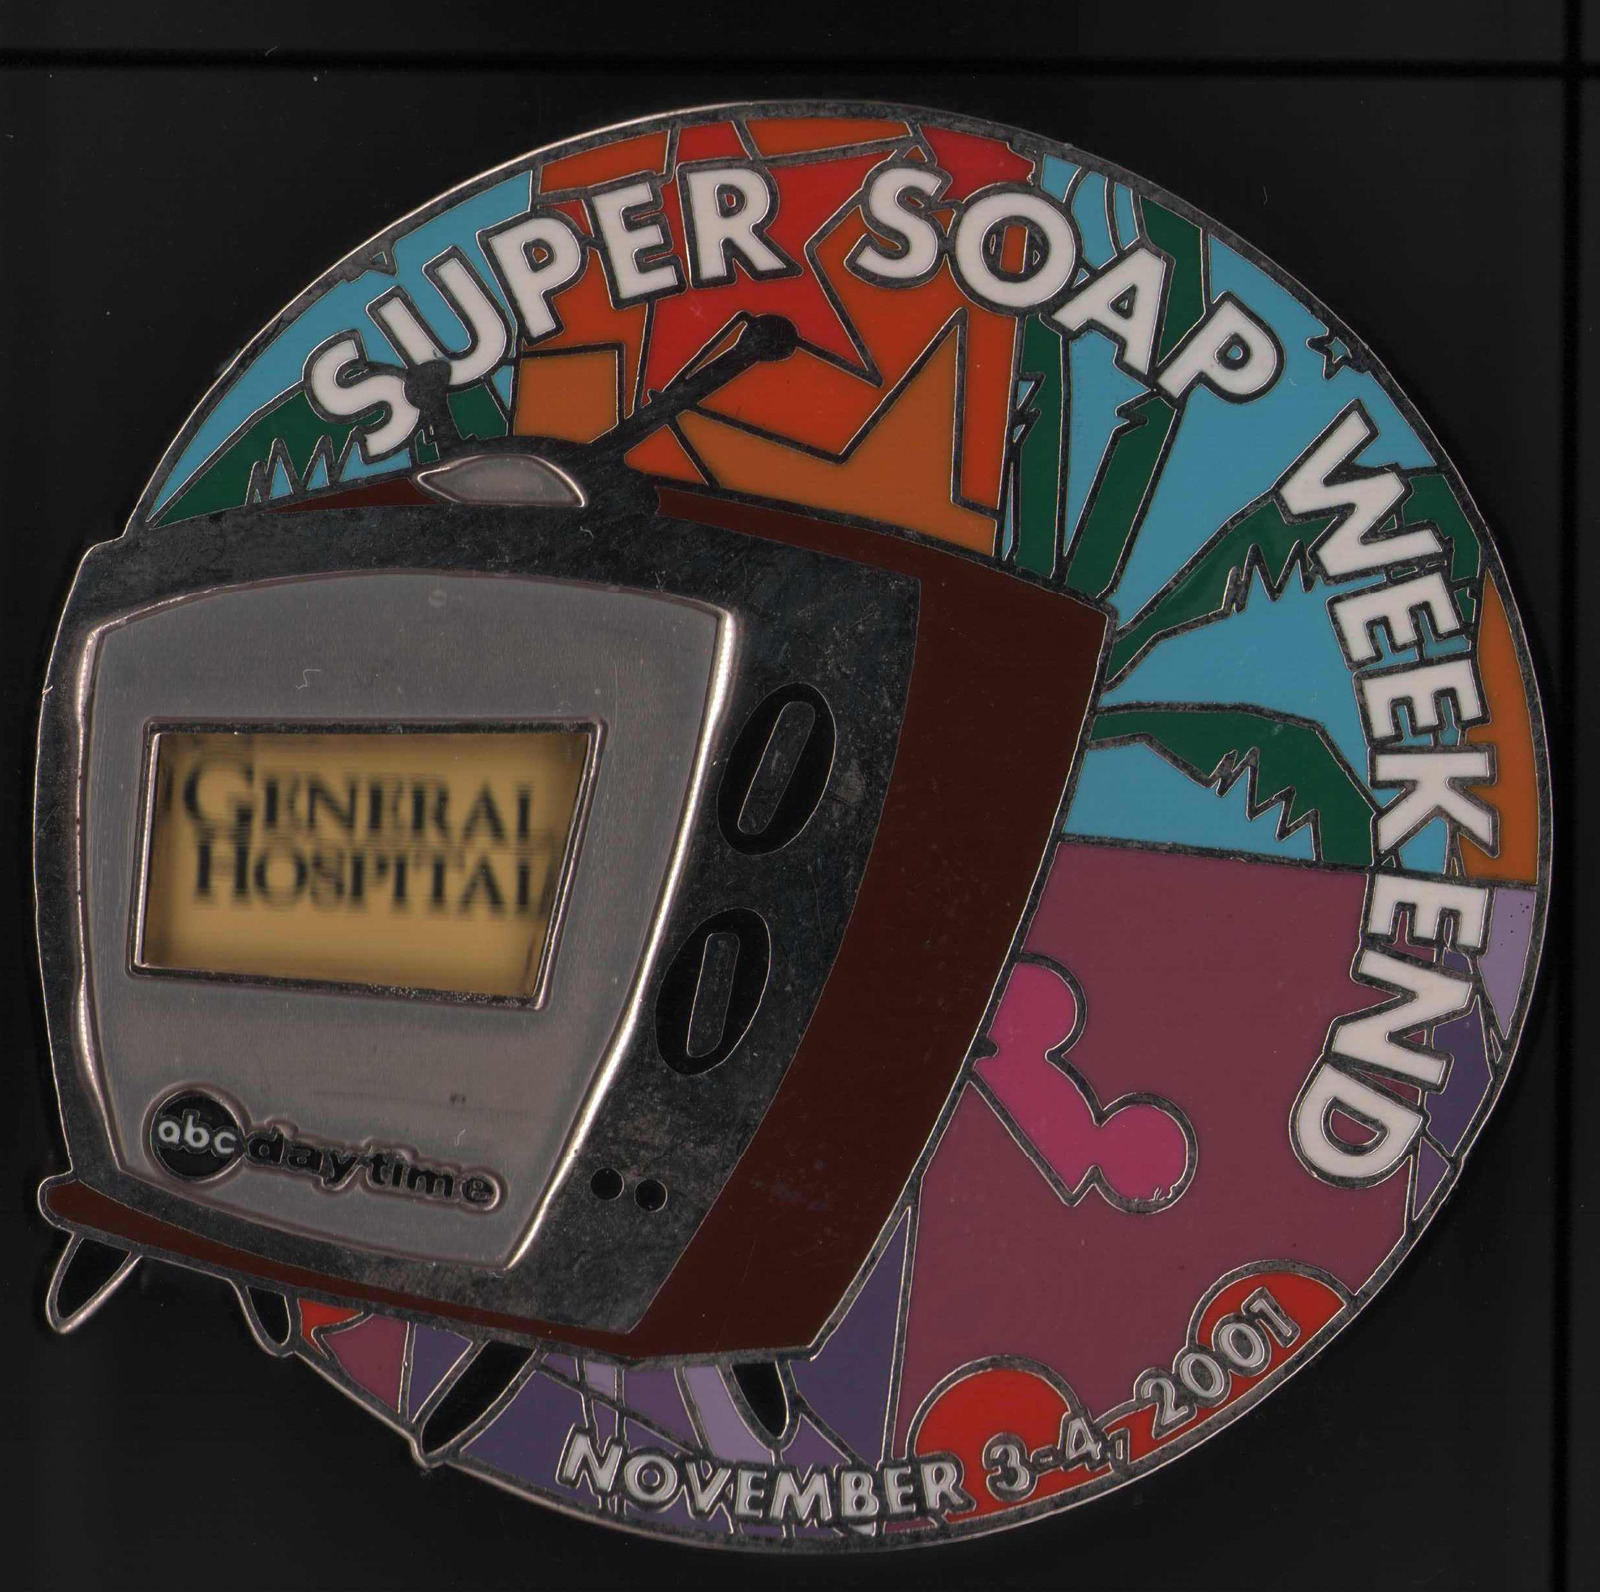 SUPER SOAP WEEKEND
GENERAL
HOSPITAL
abc daytime
NOVEMBER 3-4, 2001